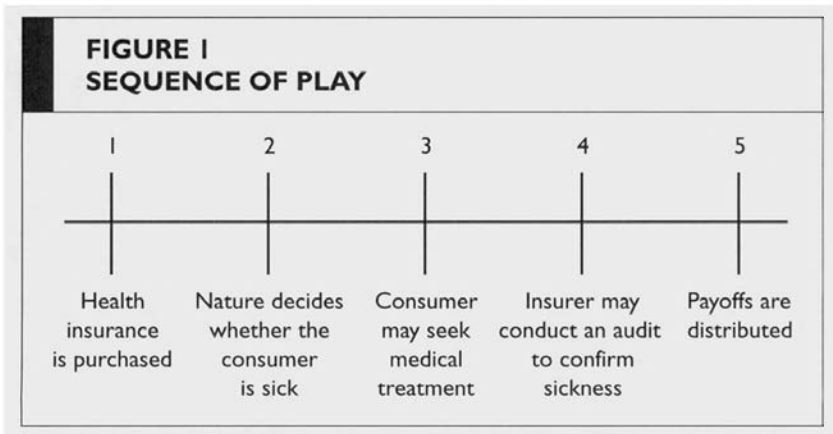 FIGURE 1
SEQUENCE OF PLAY
1 2 3 4 5
Health
insurance
is purchased
Nature decides
whether the
consumer
is sick
Consumer
may seek
medical
treatment
Insurer may
conduct an audit
to confirm
sickness
Payoffs are
distributed